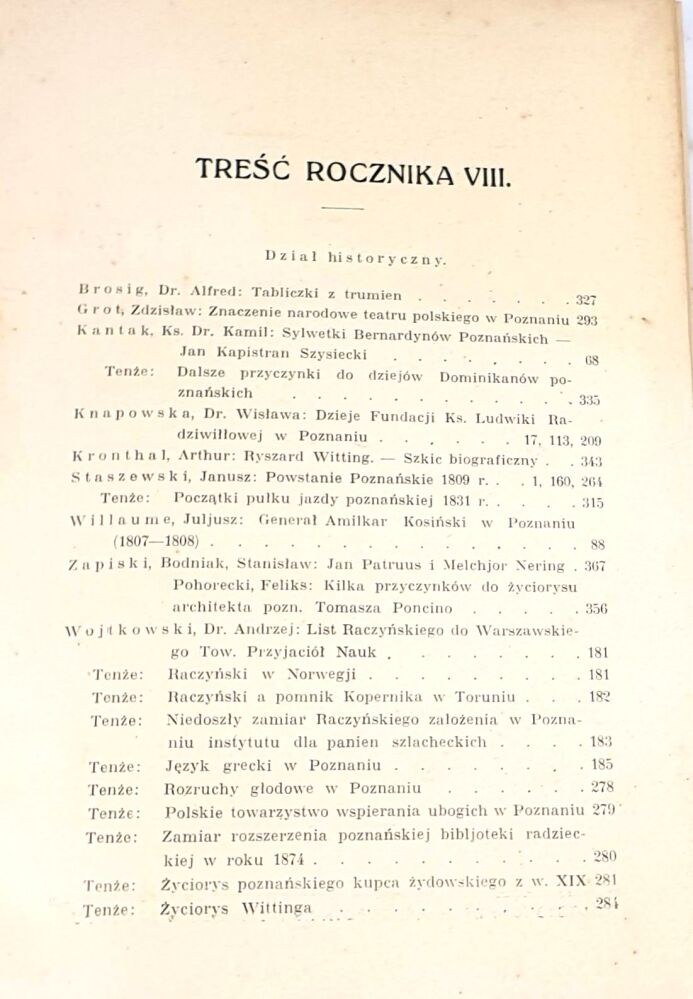 TREŚĆ ROCZNIKA VIII.
Dział historyczny.
Brosig, Dr. Alfred: Tabliczki z trumien . . . . . . . 327
Grot, Zdzisław: Znaczenie narodowe teatru polskiego w Poznaniu 293
Kantak, Ks. Dr. Kamil: Sylwetki Bernardynów Poznańskich —
Jan Kapistran Szysiecki . . . . . . . . 68
Tenże: Dalsze przyczynki do dziejów Dominikanów po-
znańskich . . . . . . . . . . . . 335
Knapowska, Dr. Wisława: Dzieje Fundacji Ks. Ludwiki Ra-
dziwiłłowej w Poznaniu . . . . . . 17, 113, 209
Kronthal, Arthur: Ryszard Witting. — Szkic biograficzny . . 343
Staszewski, Janusz: Powstanie Poznańskie 1809 r. . . 1, 160, 264
Tenże: Początki pułku jazdy poznańskiej 1831 r. . . . . 315
Willaume, Juljusz: Generał Amilkar Kosiński w Poznaniu
(1807—1808) . . . . . . . . . . . . . . . 88
Zapiski, Bodniak, Stanisław: Jan Patruus i Melchjor Nering . 367
Pohorecki, Feliks: Kilka przyczynków do życiorysu
architekta pozn. Tomasza Poncino . . . . . 356
Wojtkowski, Dr. Andrzej: List Raczyńskiego do Warszawskie-
go Tow. Przyjaciół Nauk . . . . . . . 181
Tenże: Raczyński w Norwegji . . . . . . . . 181
Tenże: Raczyński a pomnik Kopernika w Toruniu . . . 182
Tenże: Niedoszły zamiar Raczyńskiego założenia w Pozna-
niu instytutu dla panien szlacheckich . . . . 183
Tenże: Język grecki w Poznaniu . . . . . . . 185
Tenże: Rozruchy głodowe w Poznaniu . . . . . . 278
Tenże: Polskie towarzystwo wspierania ubogich w Poznaniu 279
Tenże: Zamiar rozszerzenia poznańskiej bibljoteki radziec-
kiej w roku 1874 . . . . . . . . . . . 280
Tenże: Życiorys poznańskiego kupca żydowskiego z w. XIX 281
Tenże: Życiorys Wittinga . . . . . . . . . . 284